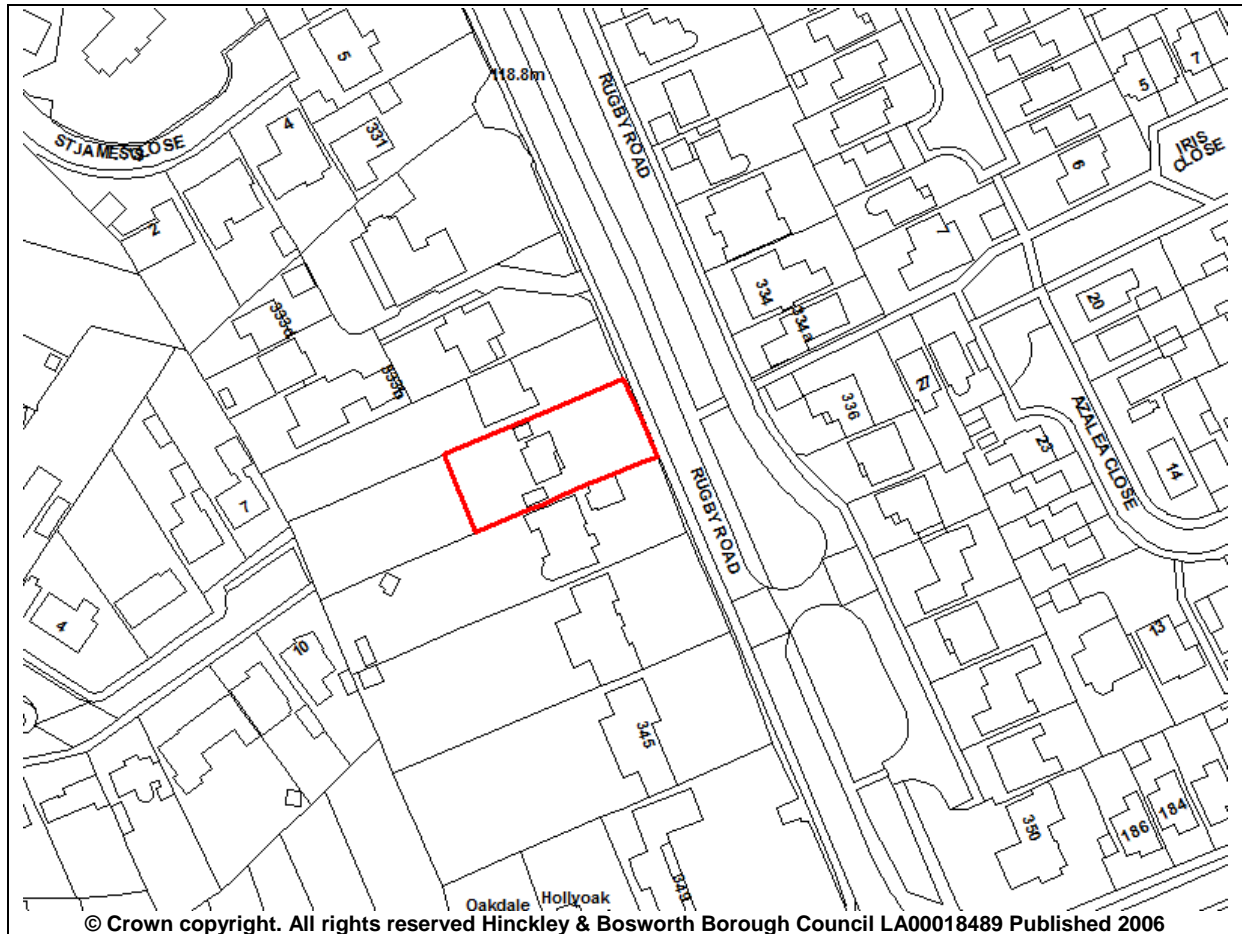 5
118.8m
RUGBY ROAD
7
5
4
331
ST JAMES CLOSE
IRIS
CLOSE
6
2
7
334
20
333d
334a
333b
27
336
AZALEA CLOSE
23
14
RUGBY ROAD
7
4
10
13
345
350
186
184
349
Oakdale
Hollyoak
© Crown copyright. All rights reserved Hinckley & Bosworth Borough Council LA00018489 Published 2006